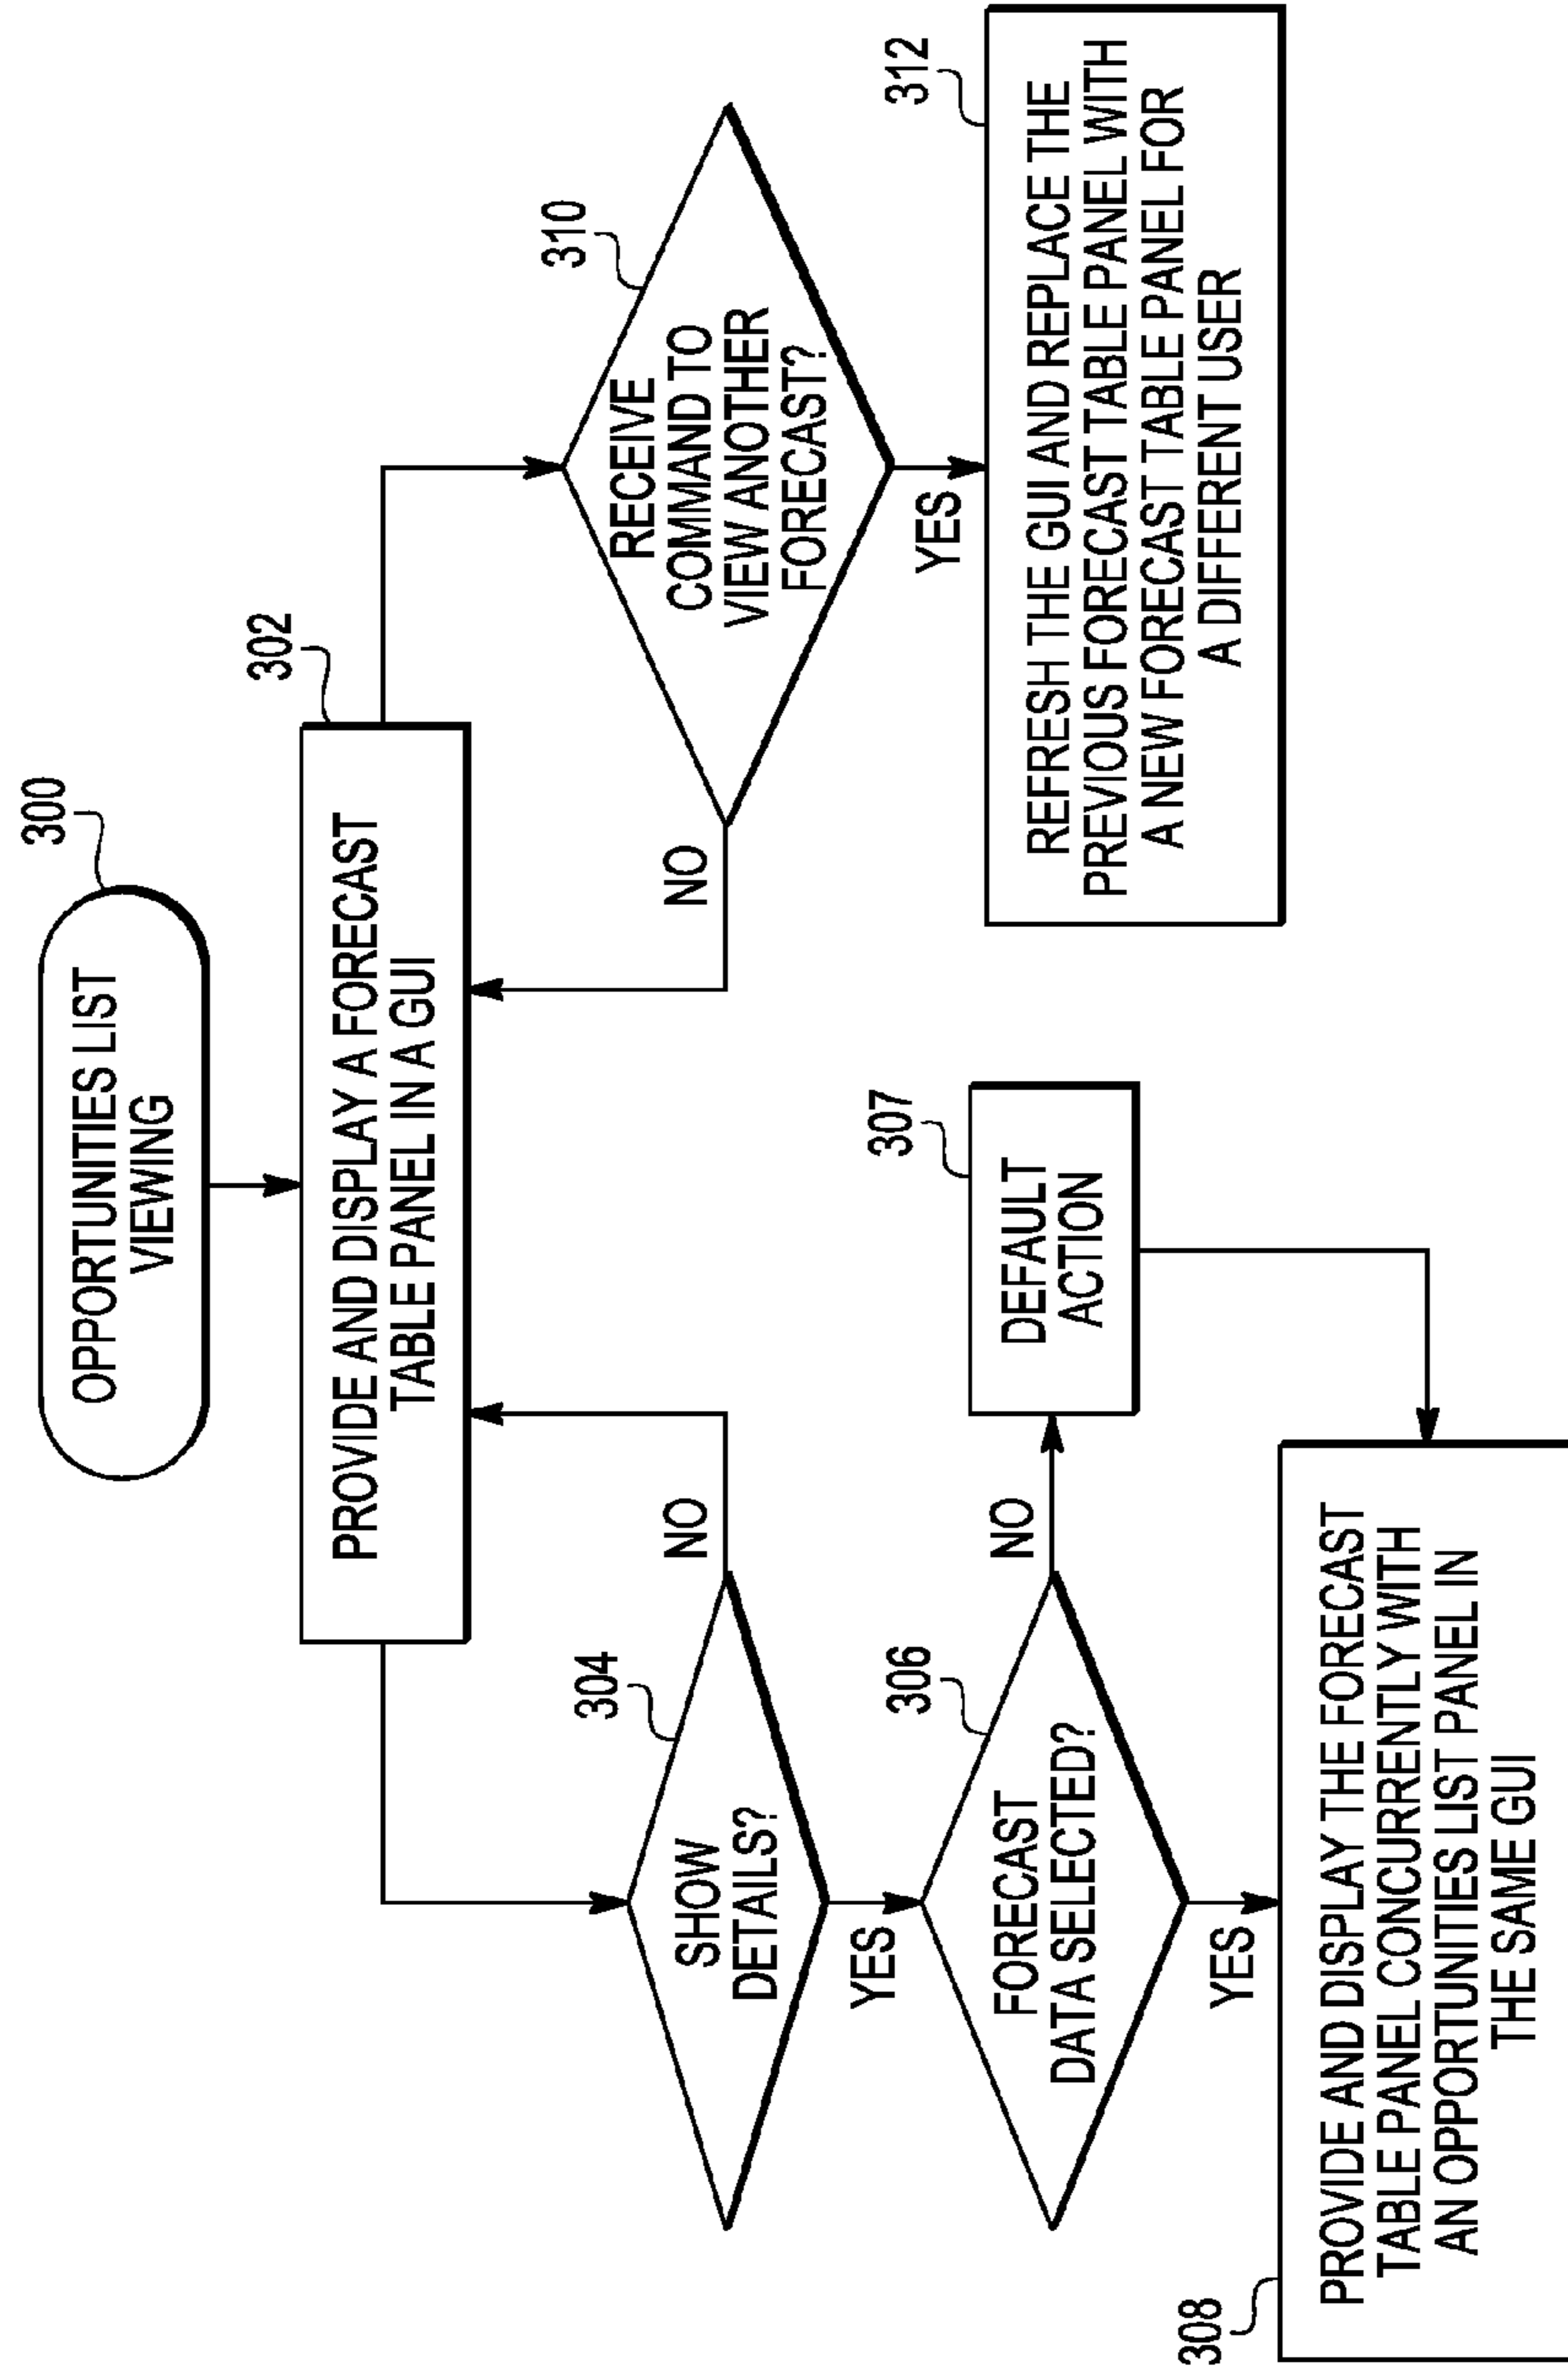 300
OPPORTUNITIES LIST
VIEWING
302
PROVIDE AND DISPLAY A FORECAST
TABLE PANEL IN A GUI
304
SHOW
DETAILS?
NO
YES
306
FORECAST
DATA SELECTED?
NO
YES
307
DEFAULT
ACTION
308
PROVIDE AND DISPLAY THE FORECAST
TABLE PANEL CONCURRENTLY WITH
AN OPPORTUNITIES LIST PANEL IN
THE SAME GUI
310
RECEIVE
COMMAND TO
VIEW ANOTHER
FORECAST?
NO
YES
312
REFRESH THE GUI AND REPLACE THE
PREVIOUS FORECAST TABLE PANEL WITH
A NEW FORECAST TABLE PANEL FOR
A DIFFERENT USER